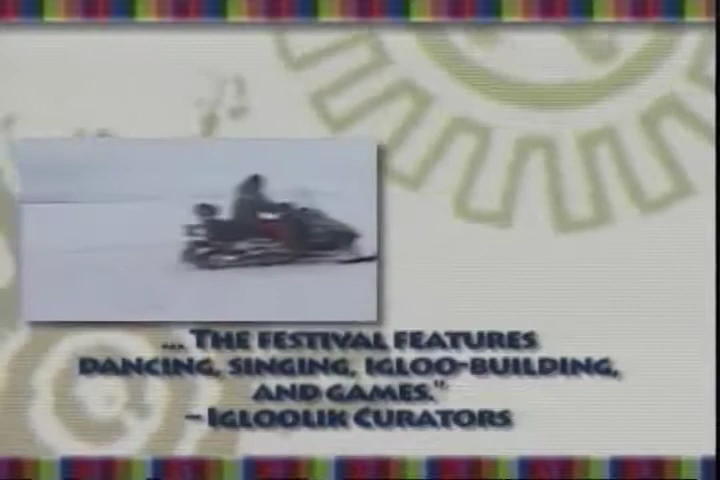 ... The festival features
dancing, singing, igloo-building,
and games."
– Igloolik Curators